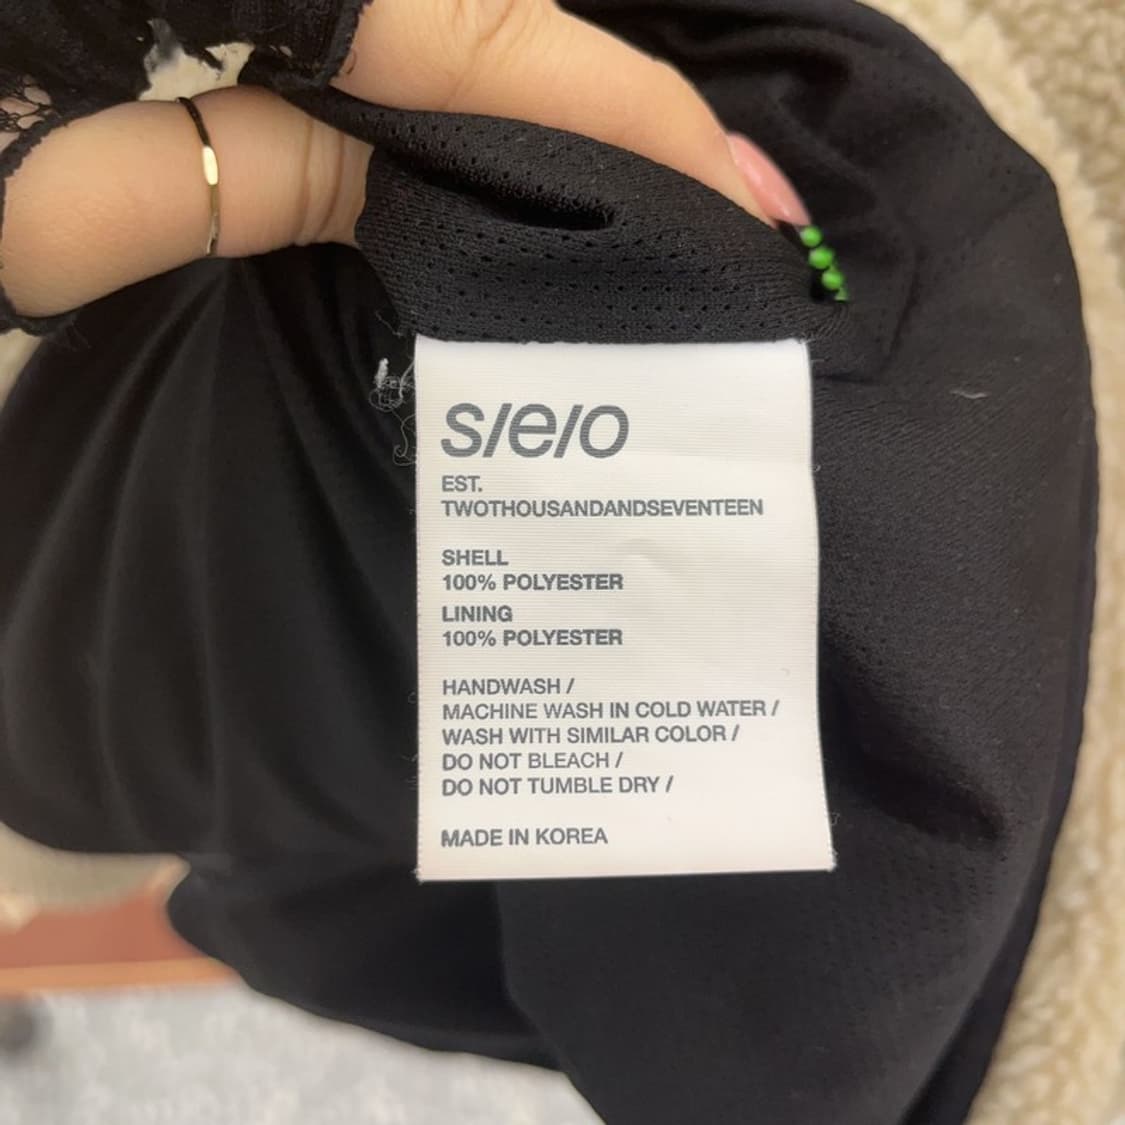 s/e/o
EST.
TWOTHOUSANDANDSEVENTEEN
SHELL
100% POLYESTER
LINING
100% POLYESTER
HANDWASH /
MACHINE WASH IN COLD WATER /
WASH WITH SIMILAR COLOR /
DO NOT BLEACH /
DO NOT TUMBLE DRY /
MADE IN KOREA